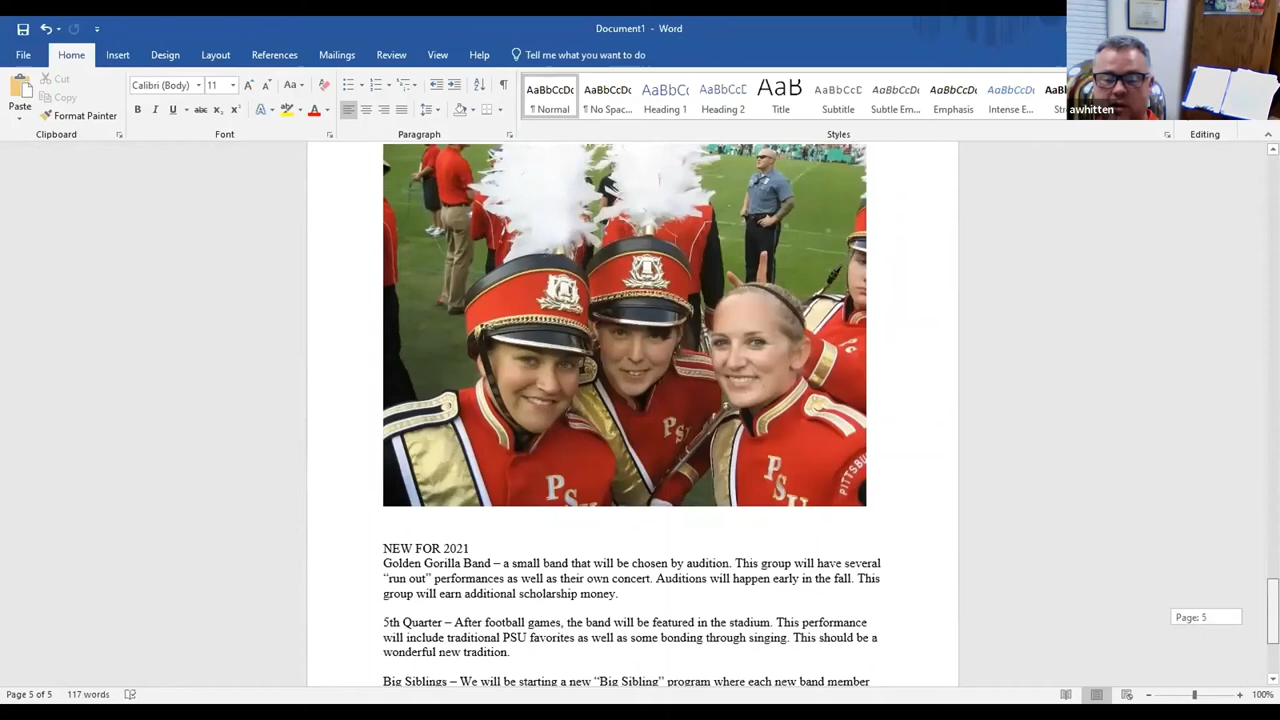 Document1 - Word
File Home Insert Design Layout References Mailings Review View Help Tell me what you want to do
Paste
Cut
Copy
Format Painter
Clipboard
Calibri (Body) 11
Font
Paragraph
AaBbCcDc AaBbCcDc AaBbCc AaBbCcC AaB AaBbCcD AaBbCcDc AaBbCcDc AaBbCcDc
¶ Normal ¶ No Spac... Heading 1 Heading 2 Title Subtitle Subtle Em... Emphasis Intense E...
Styles
Editing
awhitten
PSU
PSU
PSU
NEW FOR 2021
Golden Gorilla Band – a small band that will be chosen by audition. This group will have several
“run out” performances as well as their own concert. Auditions will happen early in the fall. This
group will earn additional scholarship money.
5th Quarter – After football games, the band will be featured in the stadium. This performance
will include traditional PSU favorites as well as some bonding through singing. This should be a
wonderful new tradition.
Big Siblings – We will be starting a new “Big Sibling” program where each new band member
Page: 5
Page 5 of 5 117 words
100%